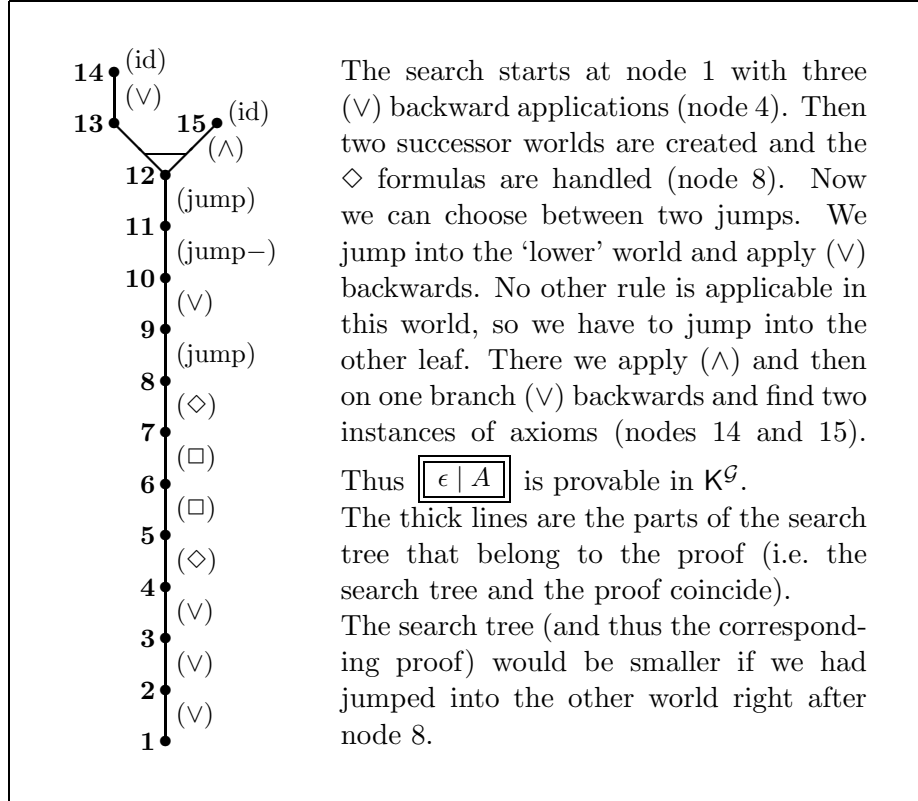 14 (id)
(∨)
13 15 (id)
(∧)
12
(jump)
11
(jump−)
10
(∨)
9
(jump)
8
(◇)
7
(□)
6
(□)
5
(◇)
4
(∨)
3
(∨)
2
(∨)
1
The search starts at node 1 with three
(∨) backward applications (node 4). Then
two successor worlds are created and the
◇ formulas are handled (node 8). Now
we can choose between two jumps. We
jump into the ‘lower’ world and apply (∨)
backwards. No other rule is applicable in
this world, so we have to jump into the
other leaf. There we apply (∧) and then
on one branch (∨) backwards and find two
instances of axioms (nodes 14 and 15).
Thus ϵ | A is provable in K^𝒢.
The thick lines are the parts of the search
tree that belong to the proof (i.e. the
search tree and the proof coincide).
The search tree (and thus the correspond-
ing proof) would be smaller if we had
jumped into the other world right after
node 8.